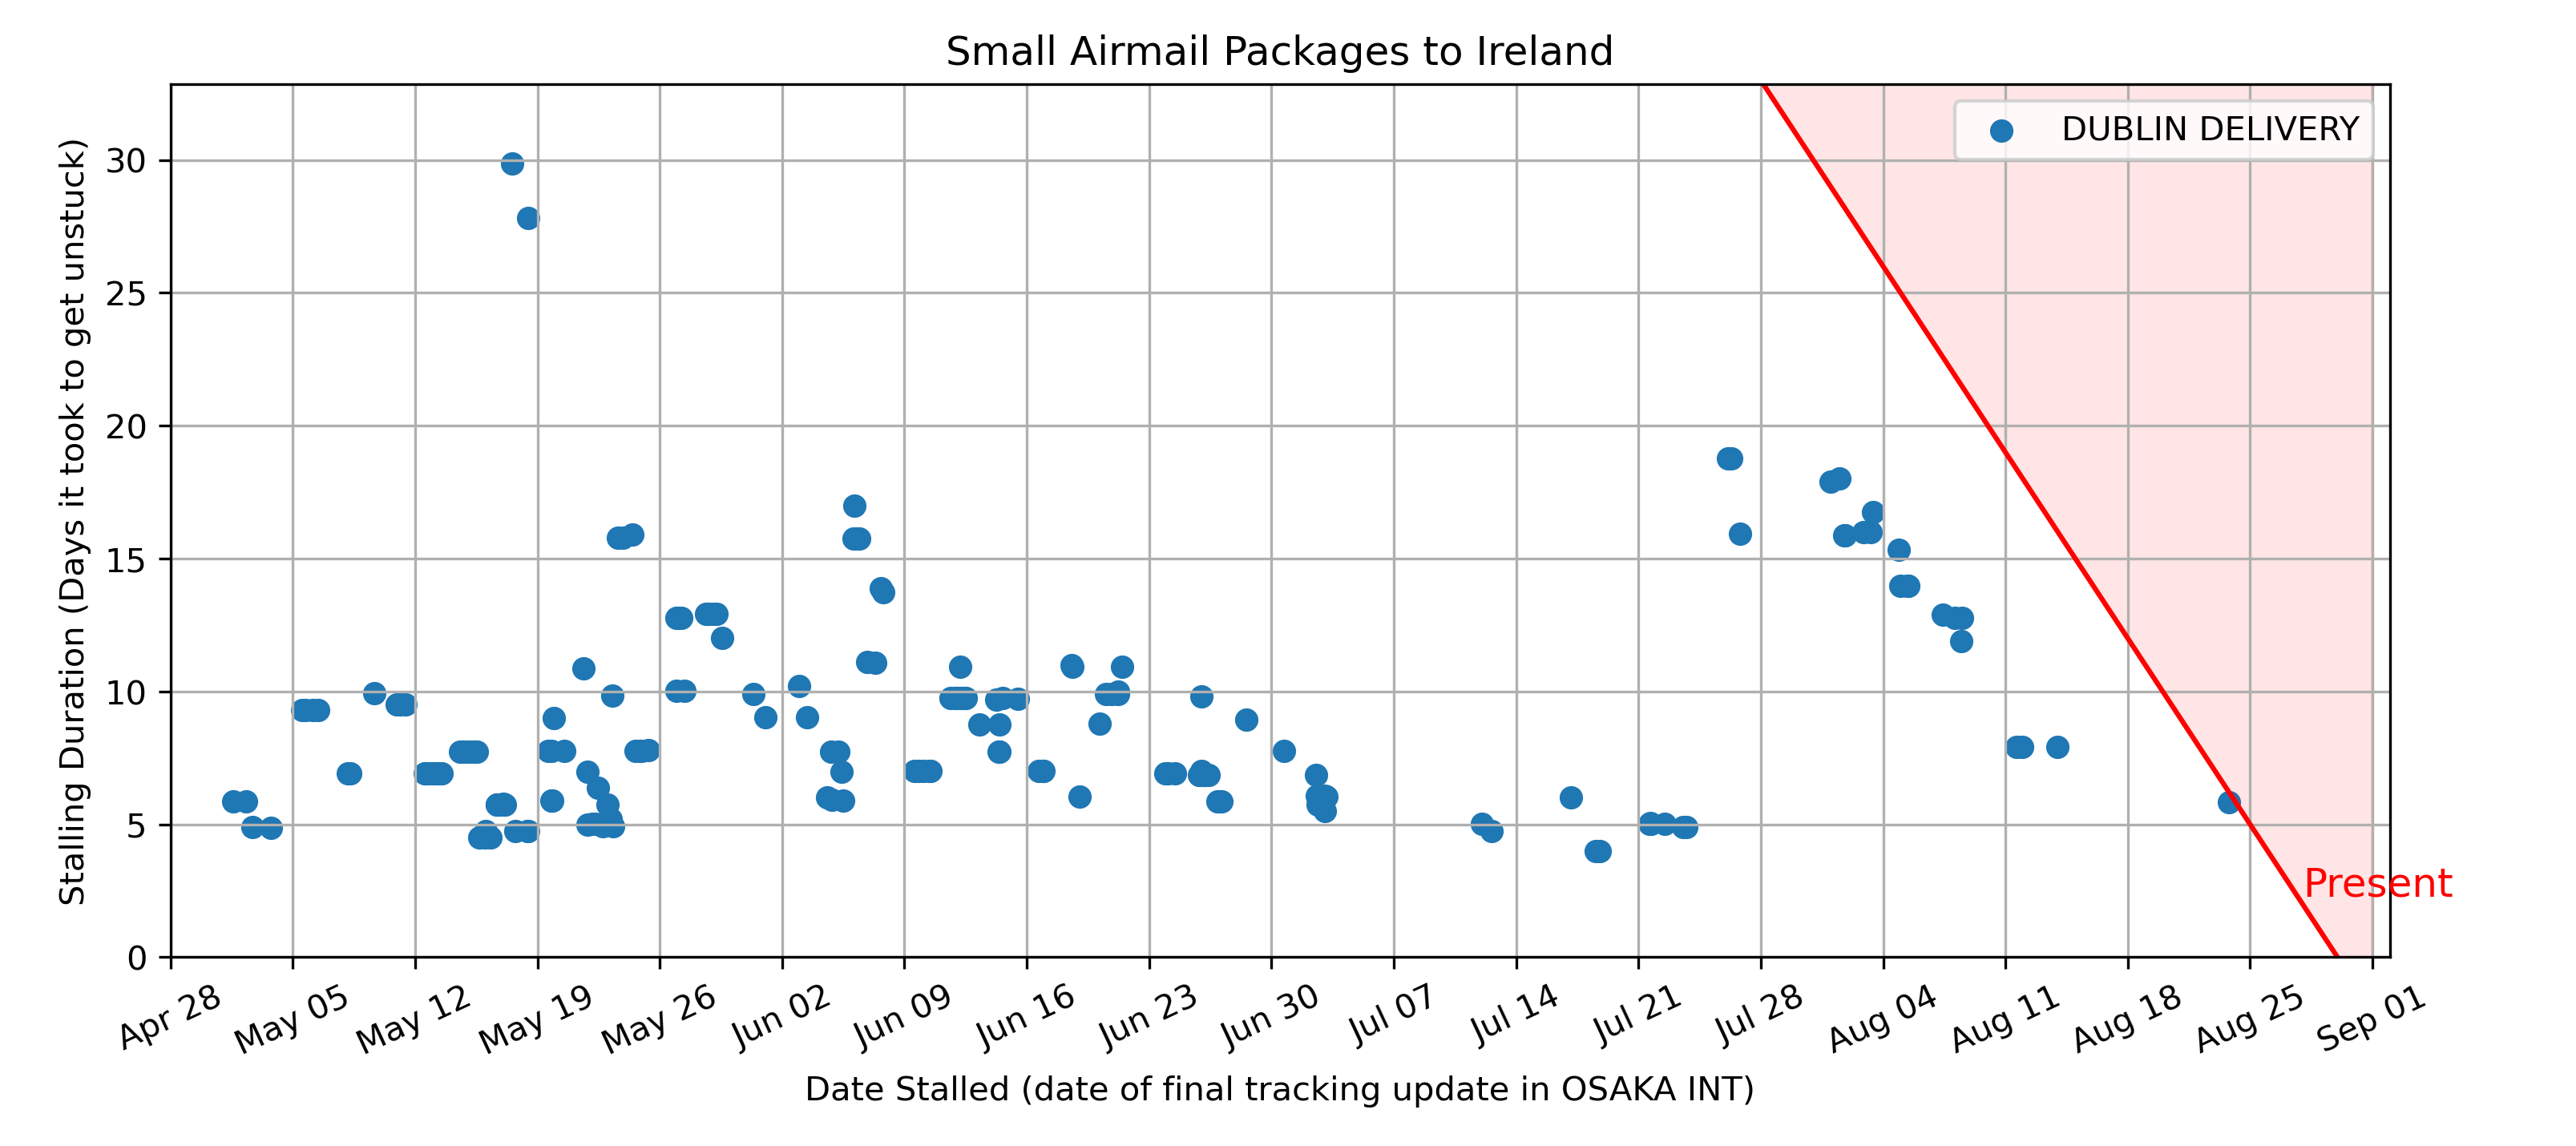 Small Airmail Packages to Ireland
DUBLIN DELIVERY
Stalling Duration (Days it took to get unstuck)
30
25
20
15
10
5
0
Present
Apr 28
May 05
May 12
May 19
May 26
Jun 02
Jun 09
Jun 16
Jun 23
Jun 30
Jul 07
Jul 14
Jul 21
Jul 28
Aug 04
Aug 11
Aug 18
Aug 25
Sep 01
Date Stalled (date of final tracking update in OSAKA INT)